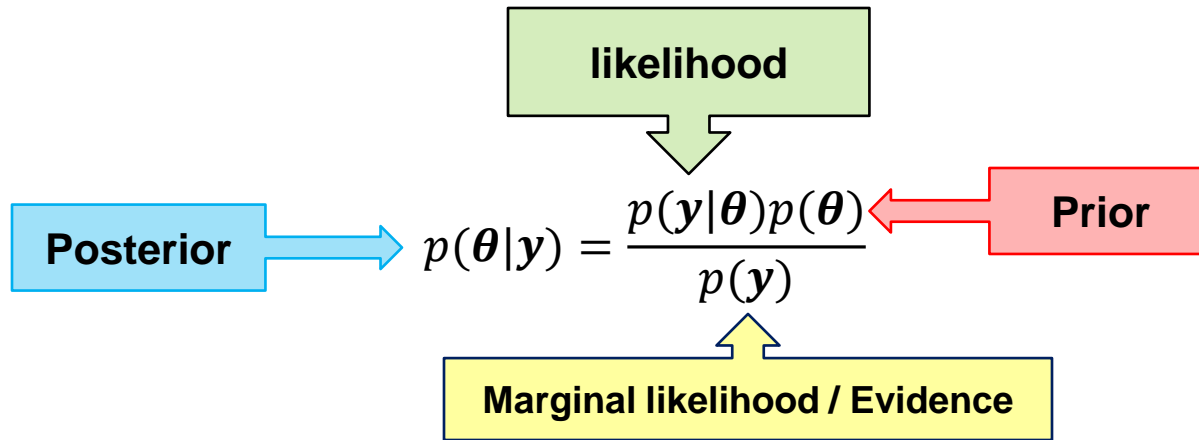 likelihood
Posterior
𝑝(𝜽|𝒚) = 𝑝(𝒚|𝜽)𝑝(𝜽) / 𝑝(𝒚)
Prior
Marginal likelihood / Evidence